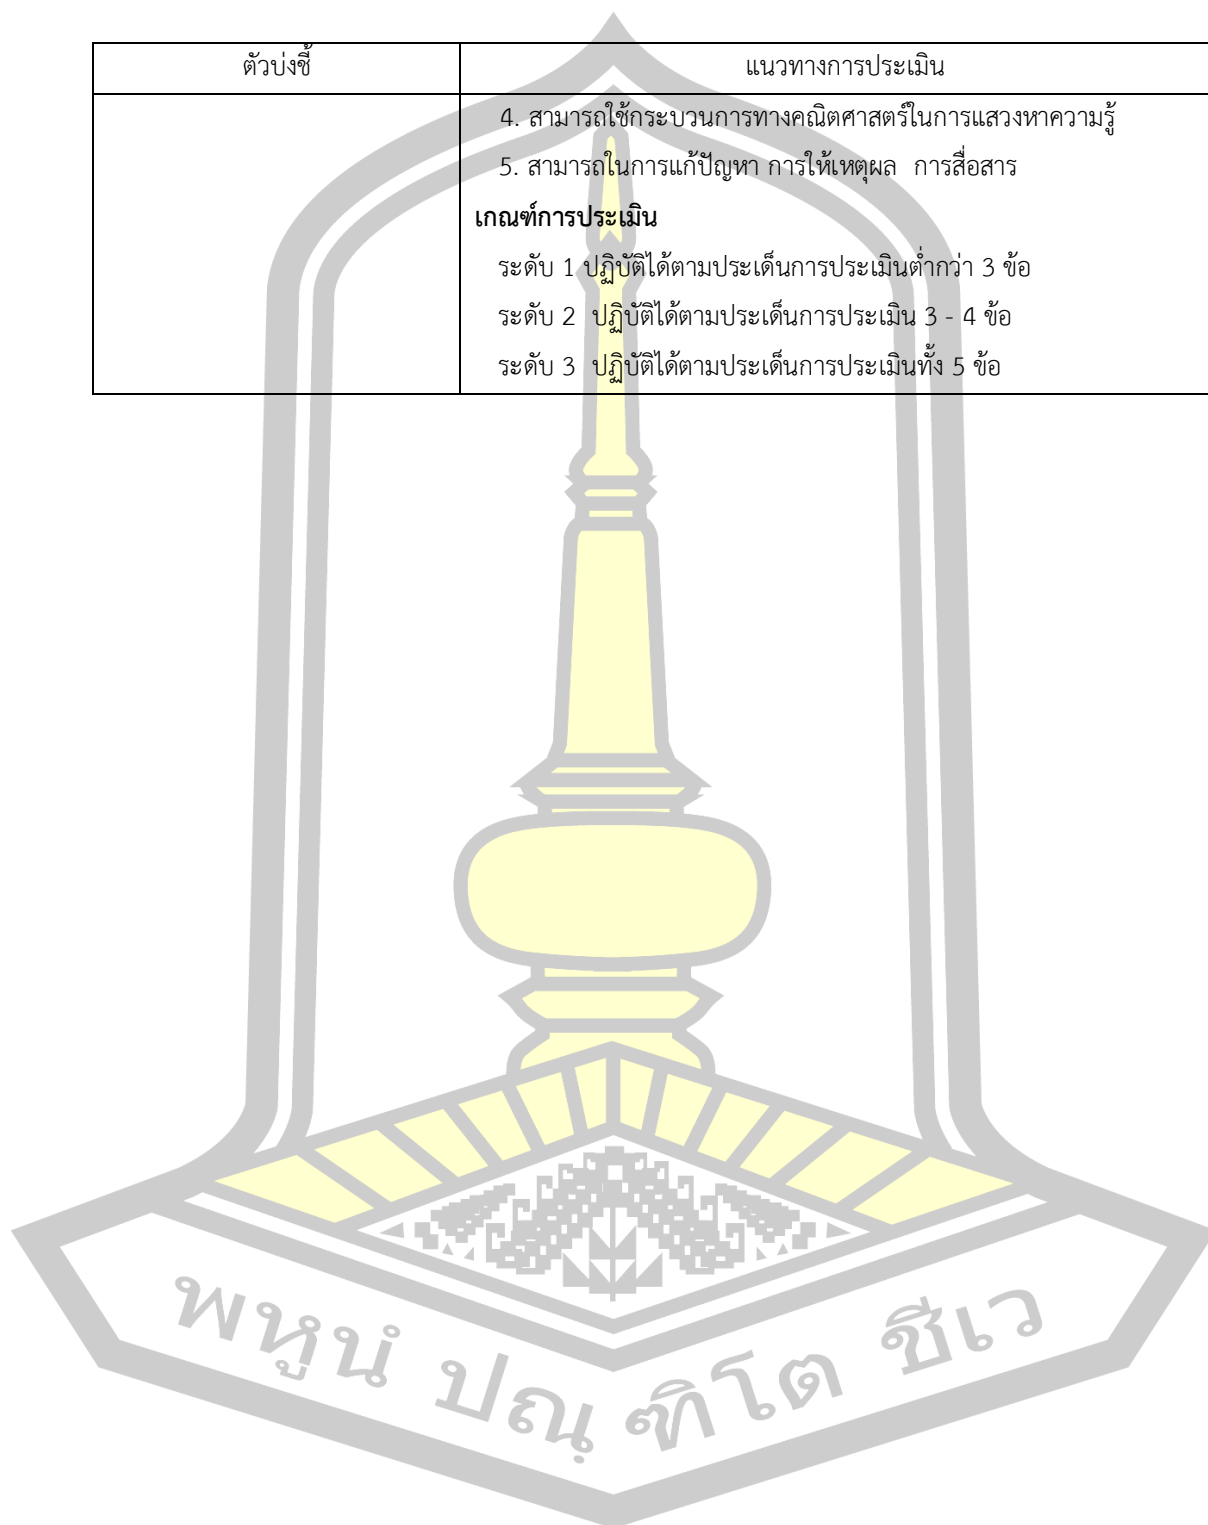 ตัวบ่งชี้ แนวทางการประเมิน
4. สามารถใช้กระบวนการทางคณิตศาสตร์ในการแสวงหาความรู้
5. สามารถในการแก้ปัญหา การให้เหตุผล การสื่อสาร
เกณฑ์การประเมิน
ระดับ 1 ปฏิบัติได้ตามประเด็นการประเมินต่ำกว่า 3 ข้อ
ระดับ 2 ปฏิบัติได้ตามประเด็นการประเมิน 3 - 4 ข้อ
ระดับ 3 ปฏิบัติได้ตามประเด็นการประเมินทั้ง 5 ข้อ
พหูนํ ปณฺฑิโต ชีเว